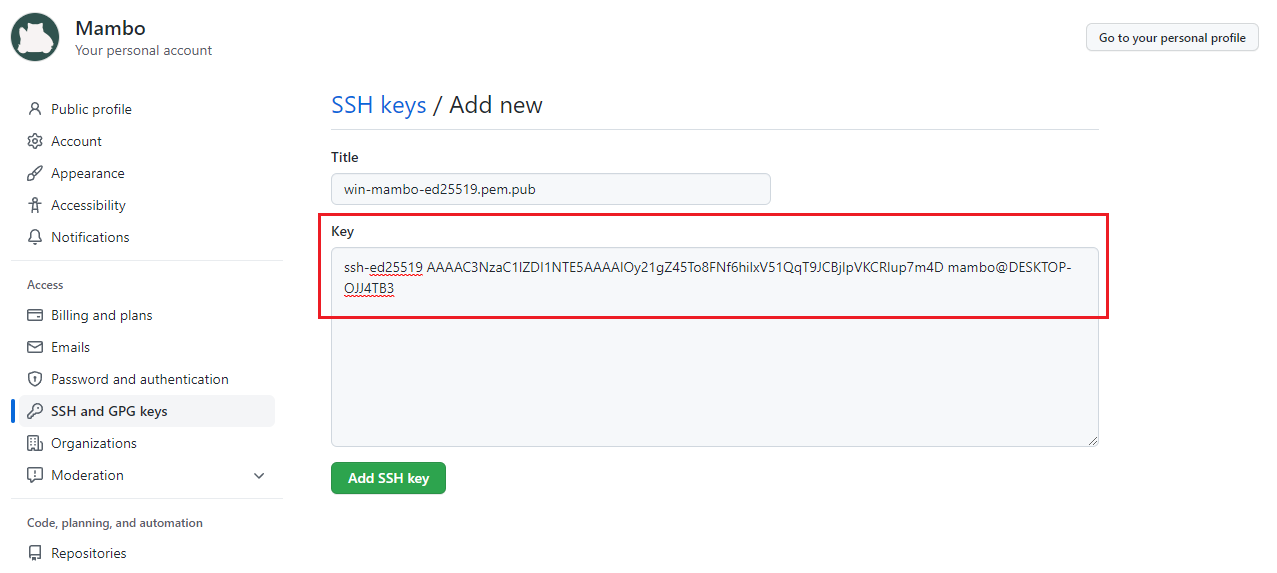 Mambo
Your personal account
Go to your personal profile
Public profile
Account
Appearance
Accessibility
Notifications
Access
Billing and plans
Emails
Password and authentication
SSH and GPG keys
Organizations
Moderation
Code, planning, and automation
Repositories
SSH keys / Add new
Title
win-mambo-ed25519.pem.pub
Key
ssh-ed25519 AAAAC3NzaC1lZDI1NTE5AAAAIOy21gZ45To8FNf6hiIxV51QqT9JCBjIpVKCRlup7m4D mambo@DESKTOP-
OJJ4TB3
Add SSH key